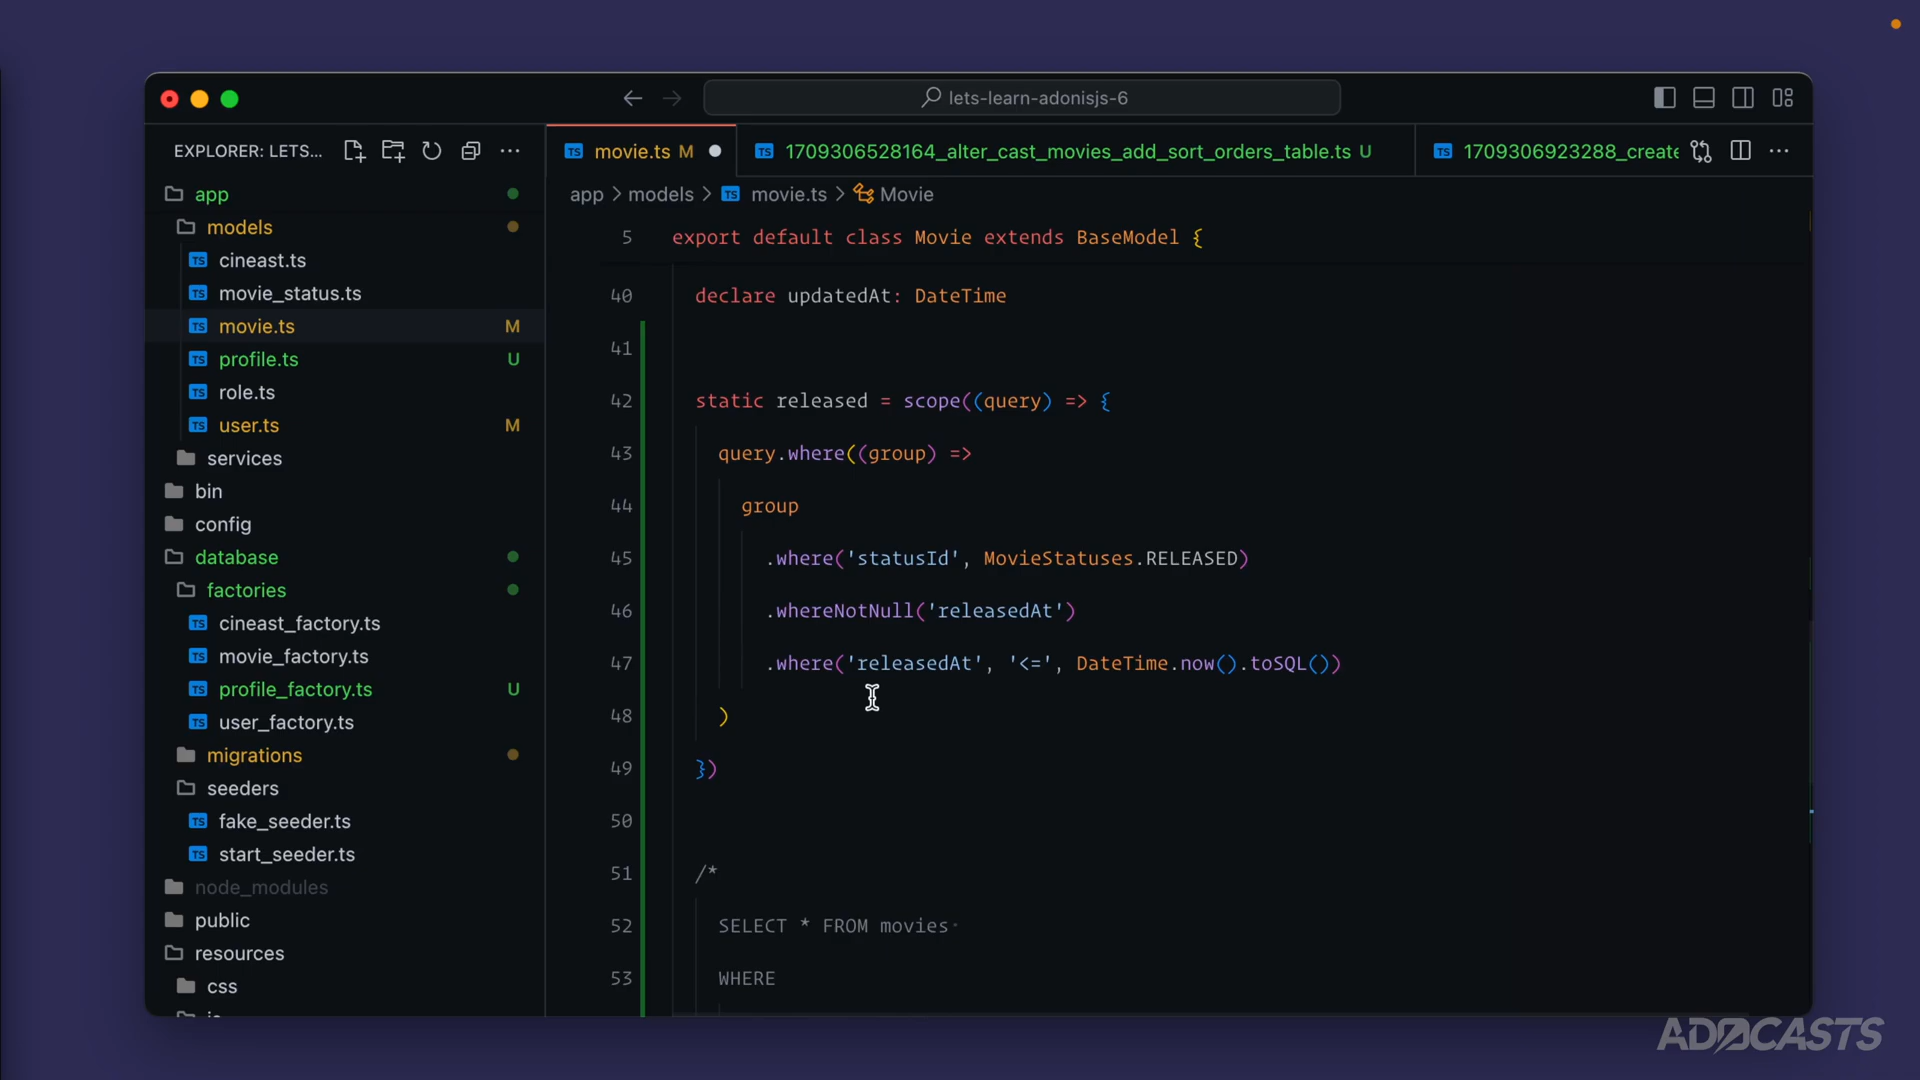 lets-learn-adonisjs-6
EXPLORER: LETS...
movie.ts M
1709306528164_alter_cast_movies_add_sort_orders_table.ts U
1709306923288_create
app > models > TS movie.ts > Movie
app
models
cineast.ts
movie_status.ts
movie.ts M
profile.ts U
role.ts
user.ts M
services
bin
config
database
factories
cineast_factory.ts
movie_factory.ts
profile_factory.ts U
user_factory.ts
migrations
seeders
fake_seeder.ts
start_seeder.ts
node_modules
public
resources
css
5 export default class Movie extends BaseModel {
40 declare updatedAt: DateTime
41
42 static released = scope((query) => {
43 query.where((group) =>
44 group
45 .where('statusId', MovieStatuses.RELEASED)
46 .whereNotNull('releasedAt')
47 .where('releasedAt', '<=', DateTime.now().toSQL())
48 )
49 })
50
51 /*
52 SELECT * FROM movies·
53 WHERE
ADOCASTS